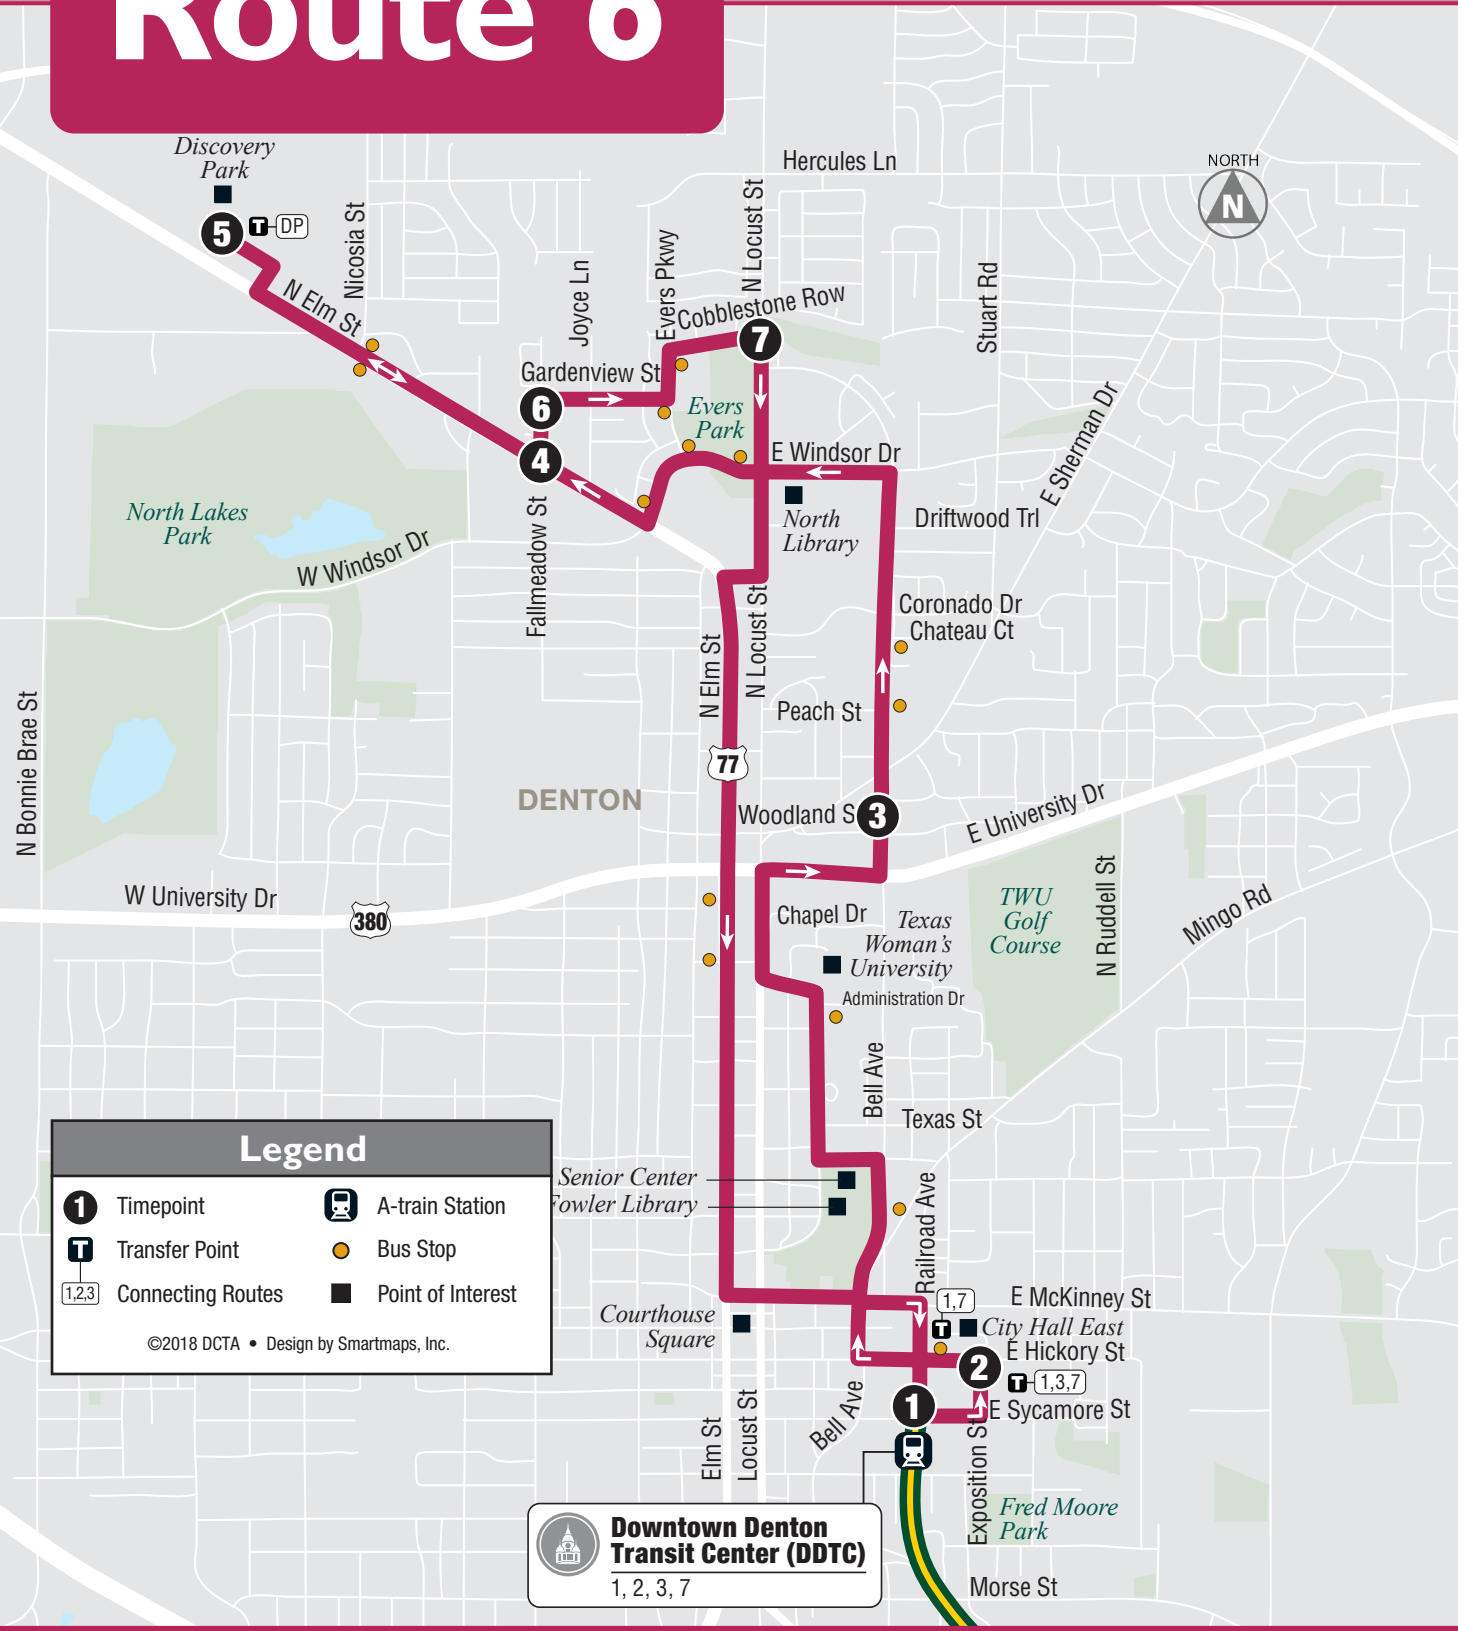 Route 6
Discovery
Park
5
T
DP
Nicosia St
N Elm St
Joyce Ln
Evers Pkwy
N Locust St
Hercules Ln
NORTH
N
Cobblestone Row
7
Gardenview St
6
4
Evers
Park
E Windsor Dr
Stuart Rd
E Sherman Dr
North
Library
Driftwood Trl
North Lakes
Park
W Windsor Dr
Fallmeadow St
Coronado Dr
Chateau Ct
N Elm St
N Locust St
Peach St
N Bonnie Brae St
77
DENTON
Woodland S
3
E University Dr
W University Dr
380
Chapel Dr
Texas
Woman's
University
TWU
Golf
Course
N Ruddell St
Mingo Rd
Administration Dr
Bell Ave
Texas St
Legend
1
Timepoint
A-train Station
T
Transfer Point
Bus Stop
1,2,3
Connecting Routes
Point of Interest
©2018 DCTA • Design by Smartmaps, Inc.
Senior Center
Fowler Library
Railroad Ave
Courthouse
Square
1,7
T
E McKinney St
City Hall East
E Hickory St
2
T
1,3,7
1
E Sycamore St
Elm St
Locust St
Bell Ave
Exposition St
Fred Moore
Park
Downtown Denton
Transit Center (DDTC)
1, 2, 3, 7
Morse St